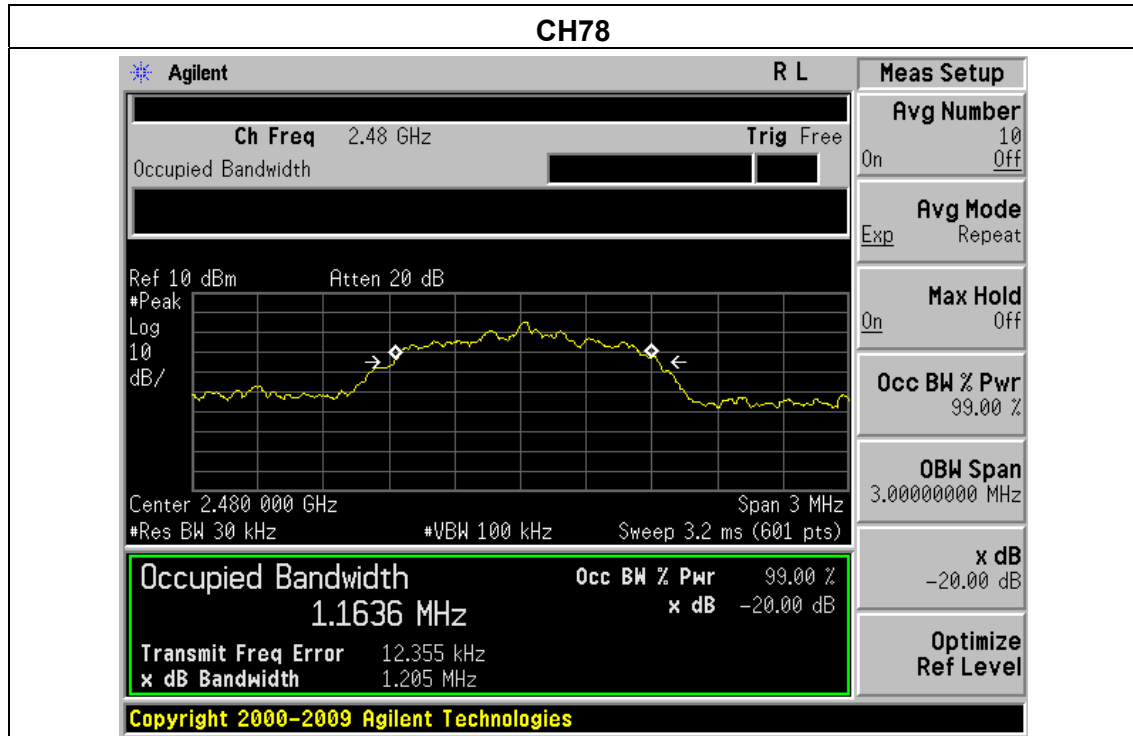 CH78
Agilent R L
Ch Freq 2.48 GHz Trig Free
Occupied Bandwidth
Ref 10 dBm Atten 20 dB
#Peak
Log
10
dB/
Center 2.480 000 GHz Span 3 MHz
#Res BW 30 kHz #VBW 100 kHz Sweep 3.2 ms (601 pts)
Occupied Bandwidth Occ BW % Pwr 99.00 %
1.1636 MHz x dB -20.00 dB
Transmit Freq Error 12.355 kHz
x dB Bandwidth 1.205 MHz
Copyright 2000-2009 Agilent Technologies
Meas Setup
Avg Number
10
On Off
Avg Mode
Exp Repeat
Max Hold
On Off
Occ BW % Pwr
99.00 %
OBW Span
3.00000000 MHz
x dB
-20.00 dB
Optimize
Ref Level